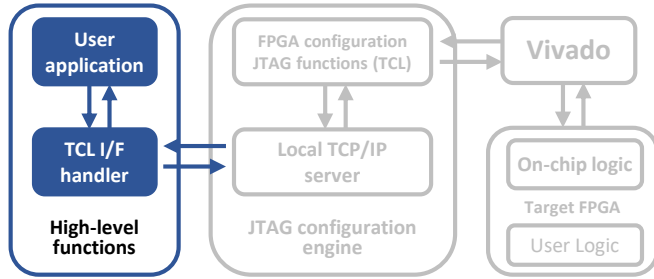 User
application
TCL I/F
handler
High-level
functions
FPGA configuration
JTAG functions (TCL)
Local TCP/IP
server
JTAG configuration
engine
Vivado
On-chip logic
Target FPGA
User Logic